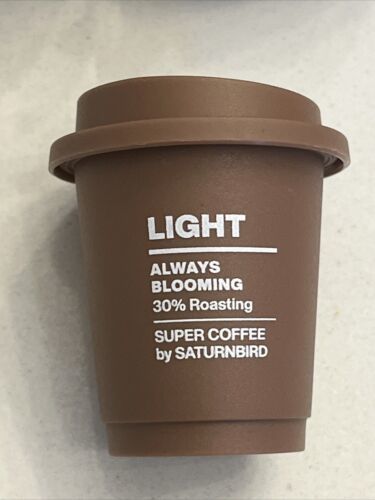 LIGHT
ALWAYS
BLOOMING
30% Roasting
SUPER COFFEE
by SATURNBIRD